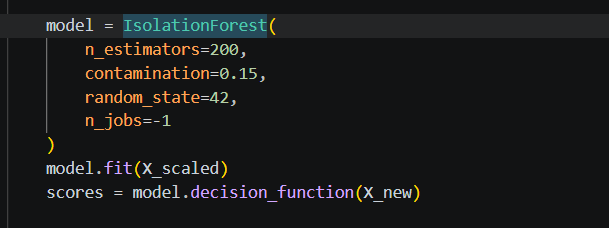 model = IsolationForest(
    n_estimators=200,
    contamination=0.15,
    random_state=42,
    n_jobs=-1
)
model.fit(X_scaled)
scores = model.decision_function(X_new)